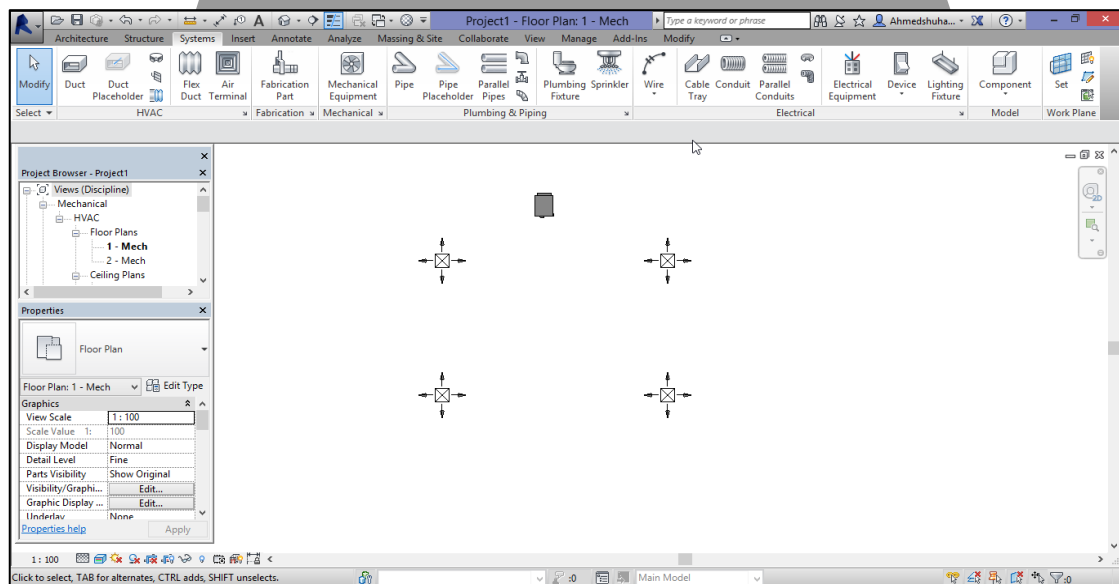 Project1 - Floor Plan: 1 - Mech
Type a keyword or phrase
Ahmedshuha...
Architecture Structure Systems Insert Annotate Analyze Massing & Site Collaborate View Manage Add-Ins Modify
Modify Duct Duct Placeholder Flex Duct Air Terminal Fabrication Part Mechanical Equipment Pipe Pipe Placeholder Parallel Pipes Plumbing Fixture Sprinkler Wire Cable Tray Conduit Parallel Conduits Electrical Equipment Device Lighting Fixture Component Set
Select HVAC Fabrication Mechanical Plumbing & Piping Electrical Model Work Plane
Project Browser - Project1
Views (Discipline)
Mechanical
HVAC
Floor Plans
1 - Mech
2 - Mech
Ceiling Plans
Properties
Floor Plan
Floor Plan: 1 - Mech Edit Type
Graphics
View Scale 1 : 100
Scale Value 1: 100
Display Model Normal
Detail Level Fine
Parts Visibility Show Original
Visibility/Graphi... Edit...
Graphic Display ... Edit...
Underlay None
Properties help Apply
1 : 100
Click to select, TAB for alternates, CTRL adds, SHIFT unselects. :0 Main Model :0
2D